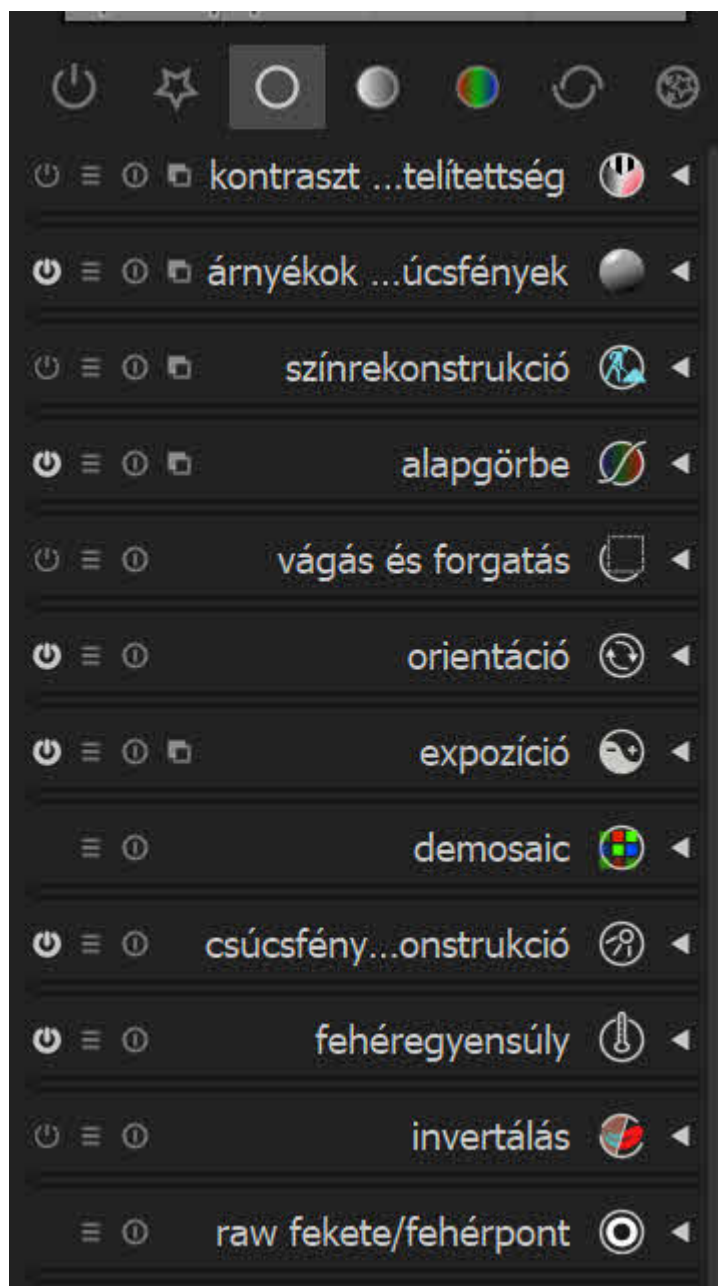 kontraszt ...telítettség
árnyékok ...úcsfények
színrekonstrukció
alapgörbe
vágás és forgatás
orientáció
expozíció
demosaic
csúcsfény...onstrukció
fehéregyensúly
invertálás
raw fekete/fehérpont